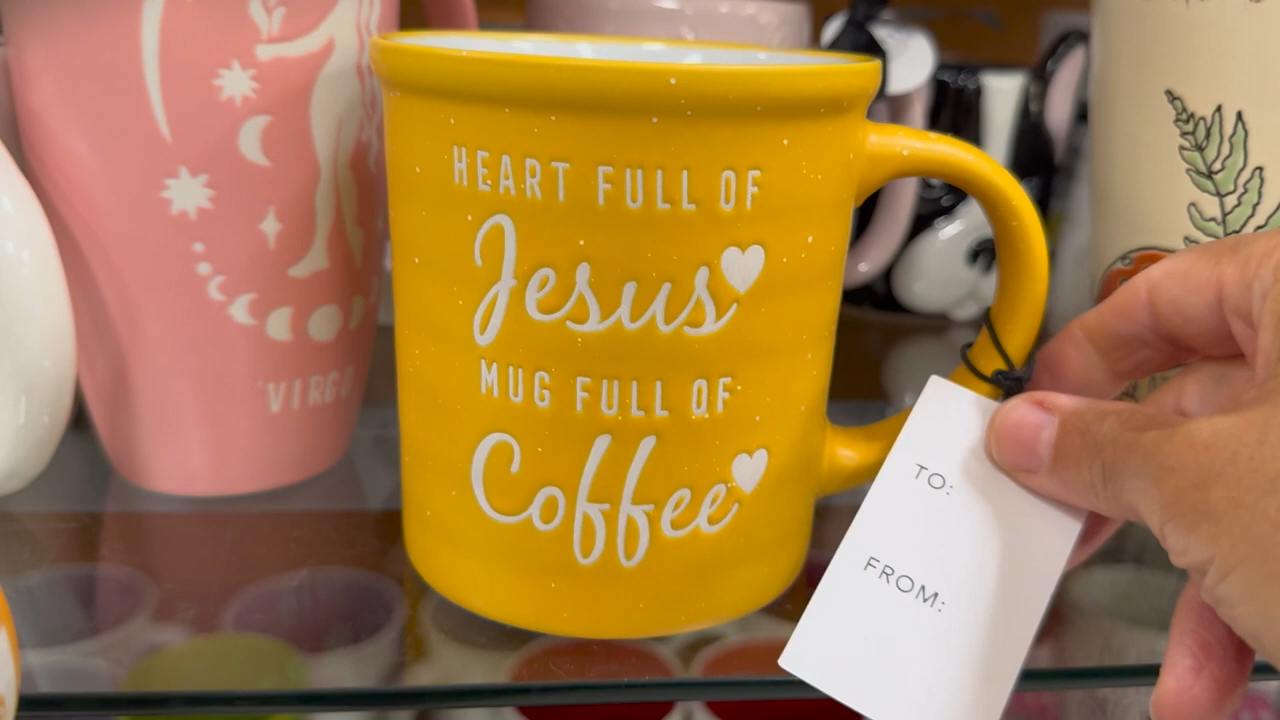 HEART FULL OF
Jesus
MUG FULL OF
Coffee
VIRGO
TO:
FROM: